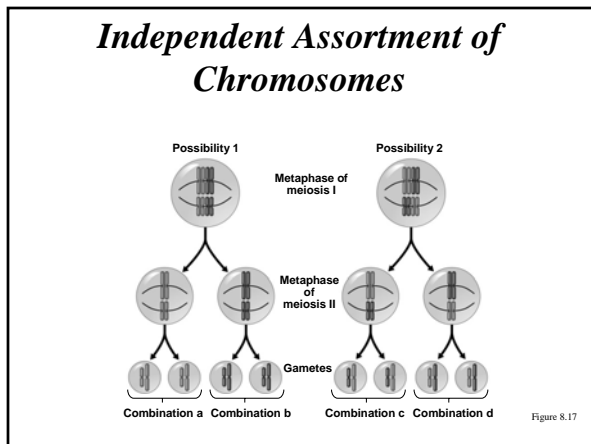 Independent Assortment of
Chromosomes
Possibility 1
Possibility 2
Metaphase of
meiosis I
Metaphase
of
meiosis II
Gametes
Combination a
Combination b
Combination c
Combination d
Figure 8.17